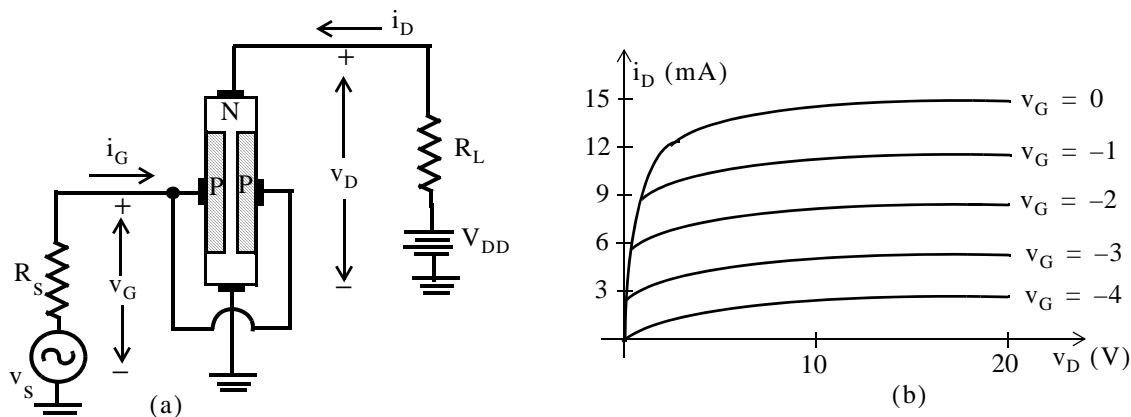 i_D
+
N
i_G
P P
v_D
R_L
+
R_s
v_G
V_DD
–
–
v_s
(a)
i_D (mA)
15
v_G = 0
12
v_G = –1
9
v_G = –2
6
v_G = –3
3
v_G = –4
10
20
v_D (V)
(b)